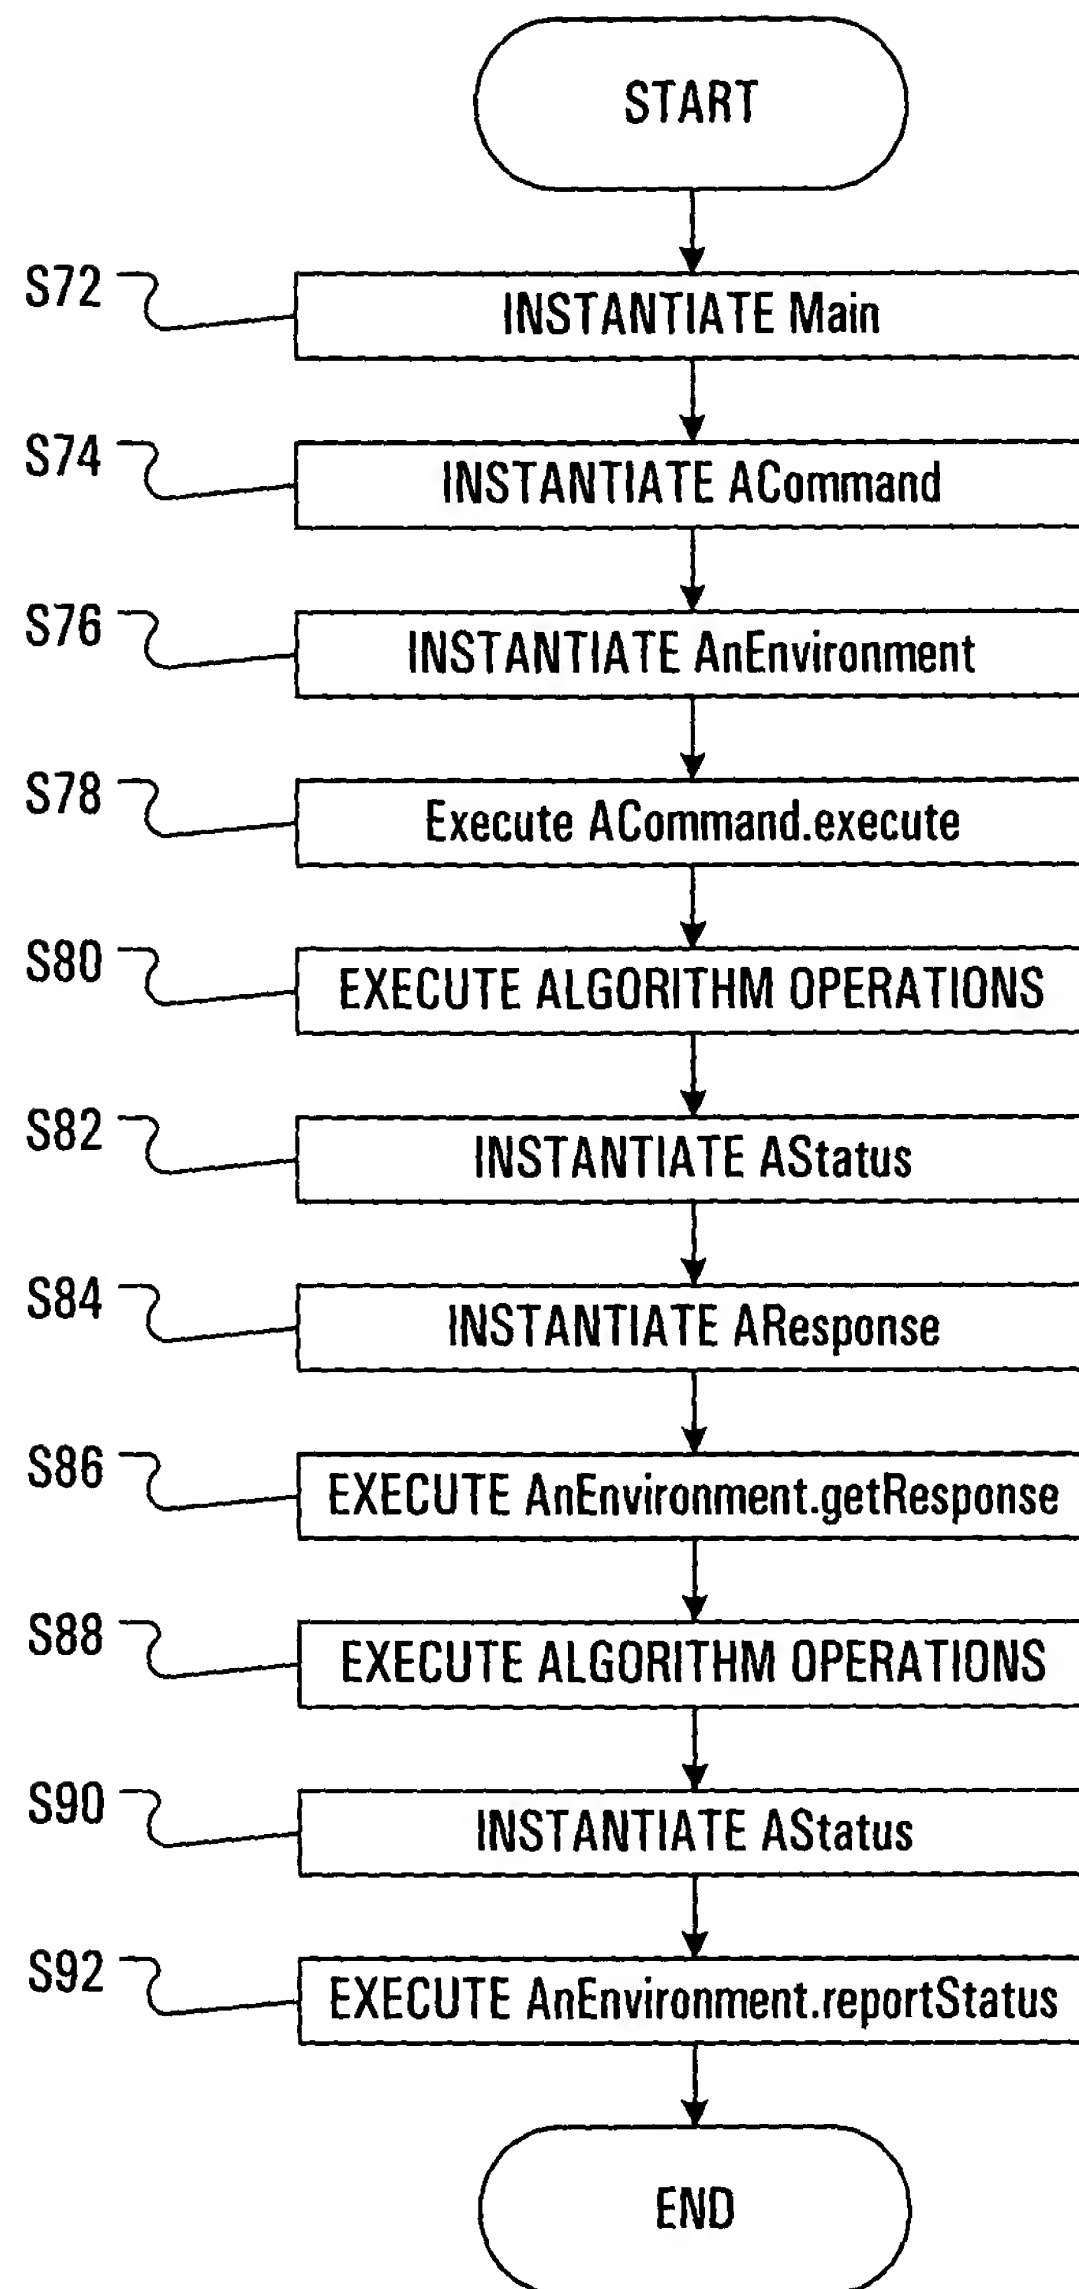 START
S72 INSTANTIATE Main
S74 INSTANTIATE ACommand
S76 INSTANTIATE AnEnvironment
S78 Execute ACommand.execute
S80 EXECUTE ALGORITHM OPERATIONS
S82 INSTANTIATE AStatus
S84 INSTANTIATE AResponse
S86 EXECUTE AnEnvironment.getResponse
S88 EXECUTE ALGORITHM OPERATIONS
S90 INSTANTIATE AStatus
S92 EXECUTE AnEnvironment.reportStatus
END